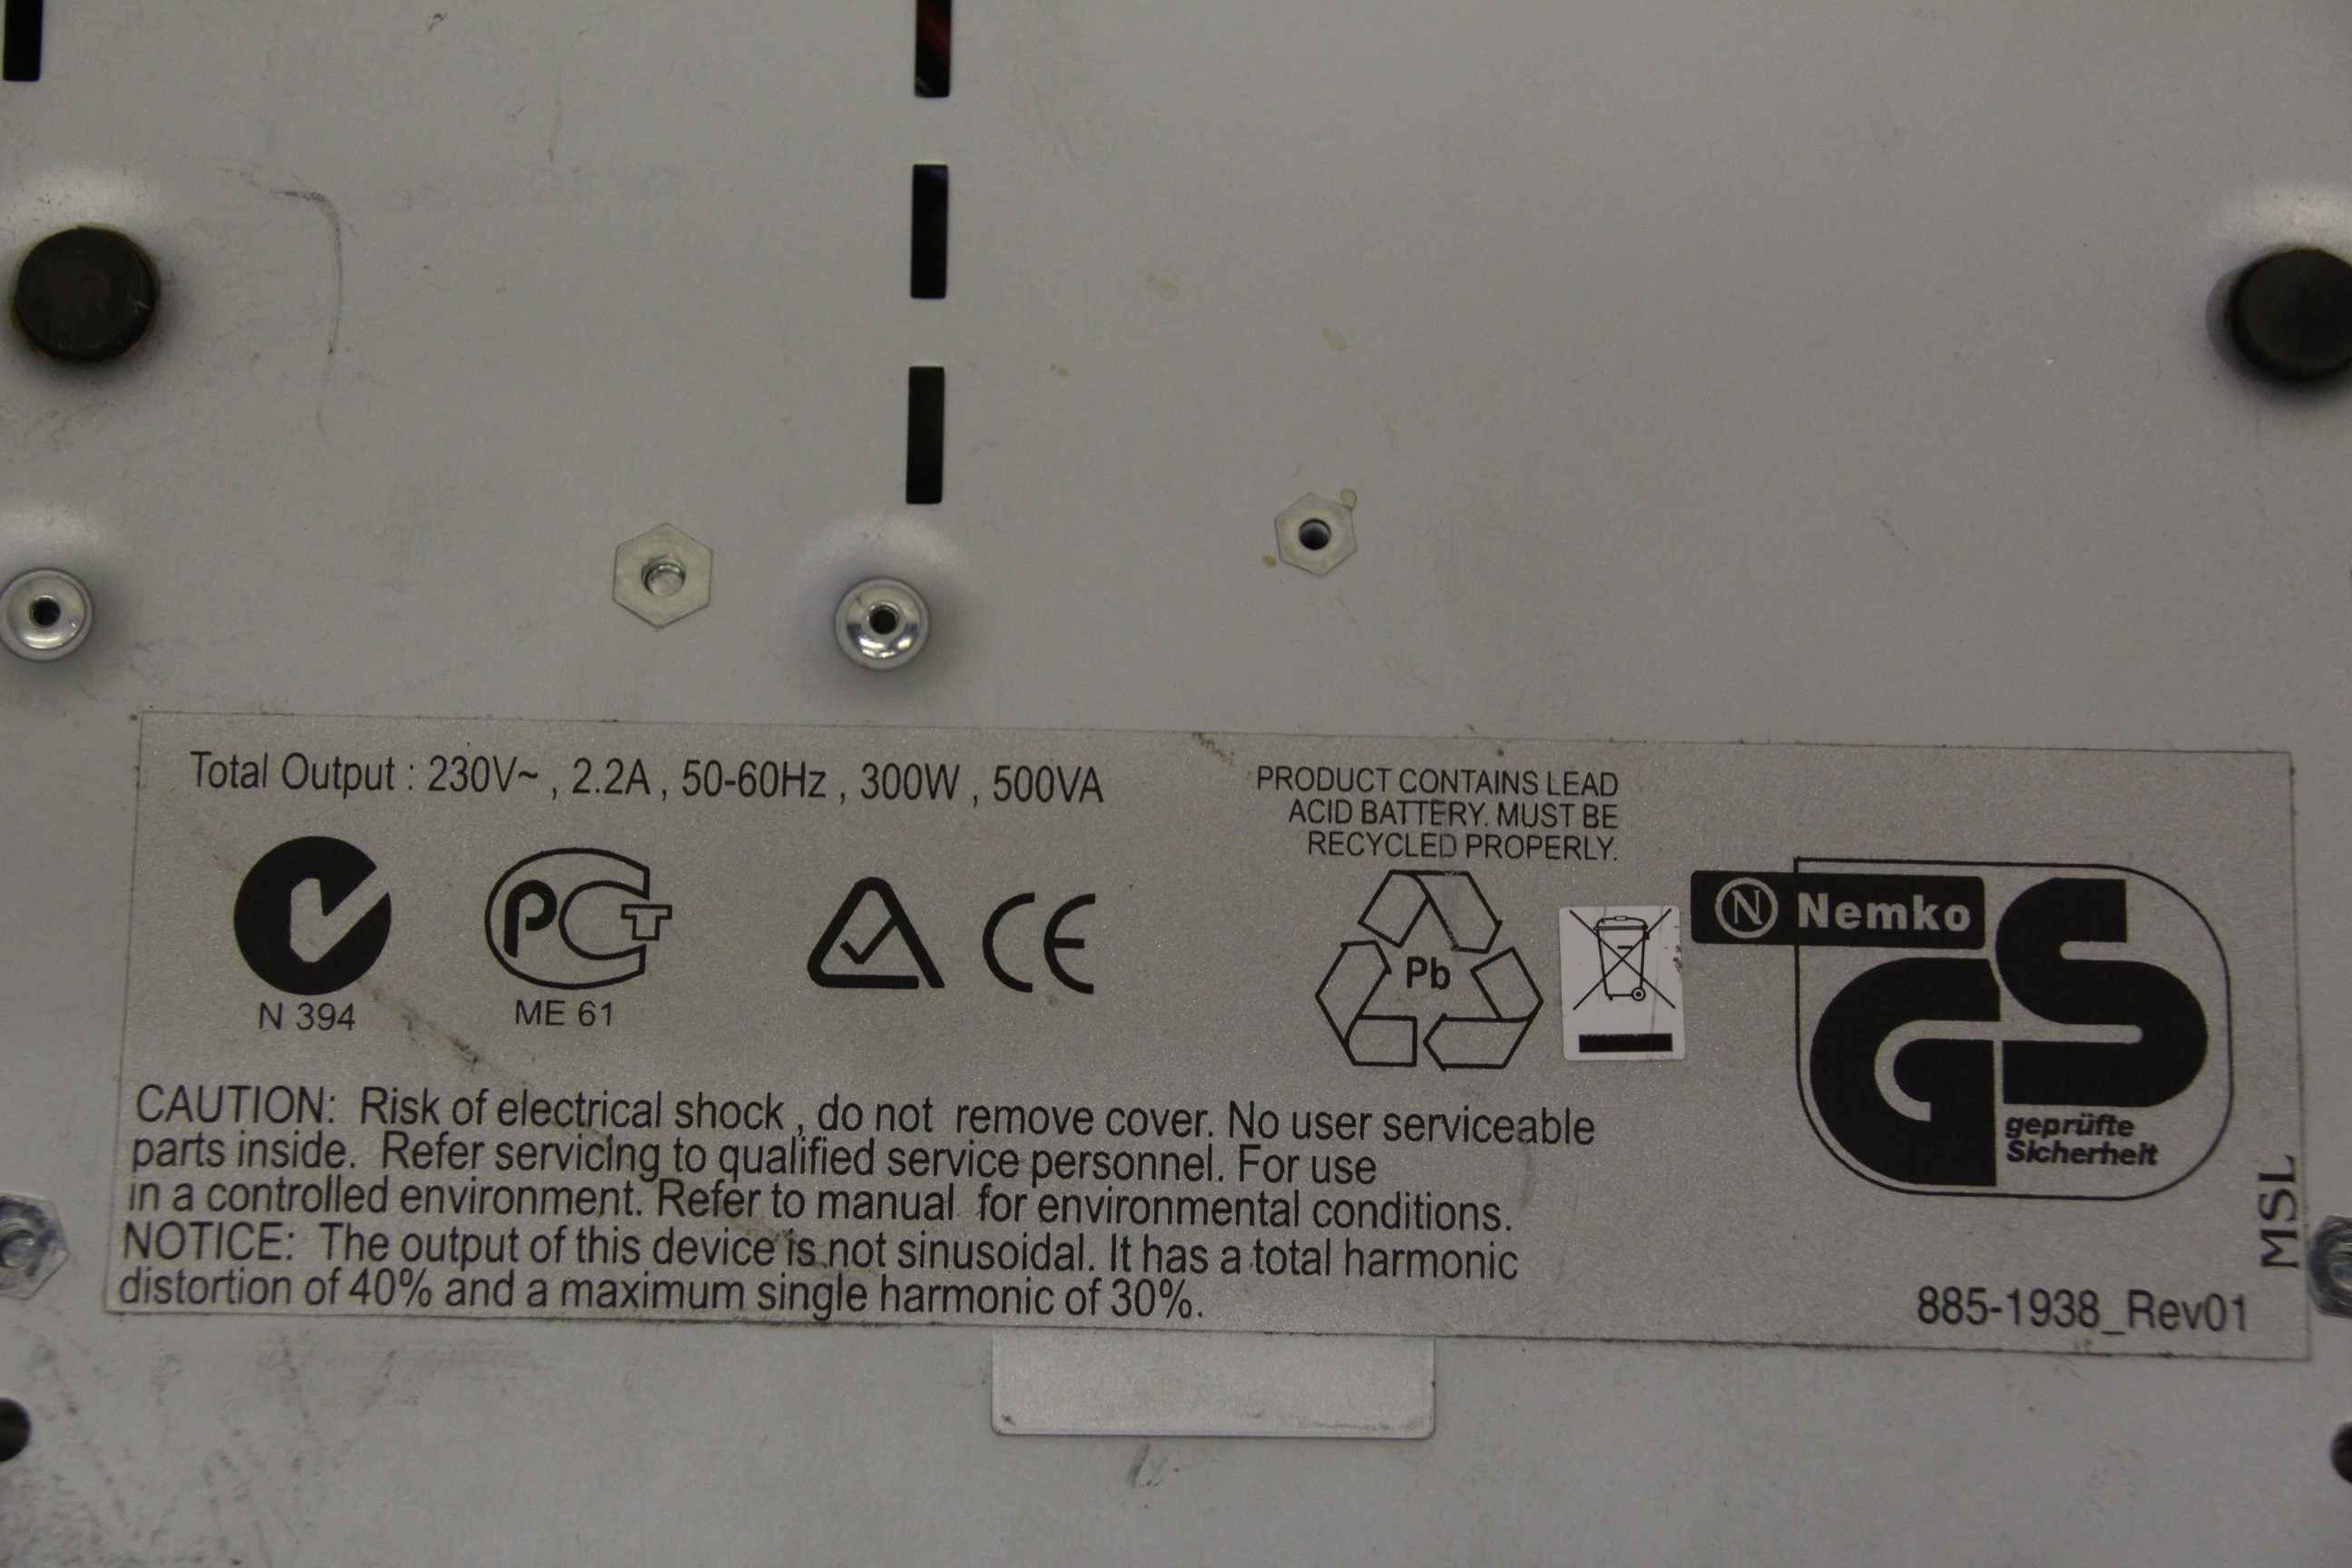 Total Output : 230V~ , 2.2A , 50-60Hz , 300W , 500VA
PRODUCT CONTAINS LEAD
ACID BATTERY. MUST BE
RECYCLED PROPERLY.
N 394
PCT
ME 61
CE
Pb
N Nemko
GS
geprüfte
Sicherheit
CAUTION: Risk of electrical shock , do not remove cover. No user serviceable
parts inside. Refer servicing to qualified service personnel. For use
in a controlled environment. Refer to manual for environmental conditions.
NOTICE: The output of this device is not sinusoidal. It has a total harmonic
distortion of 40% and a maximum single harmonic of 30%.
MSL
885-1938_Rev01